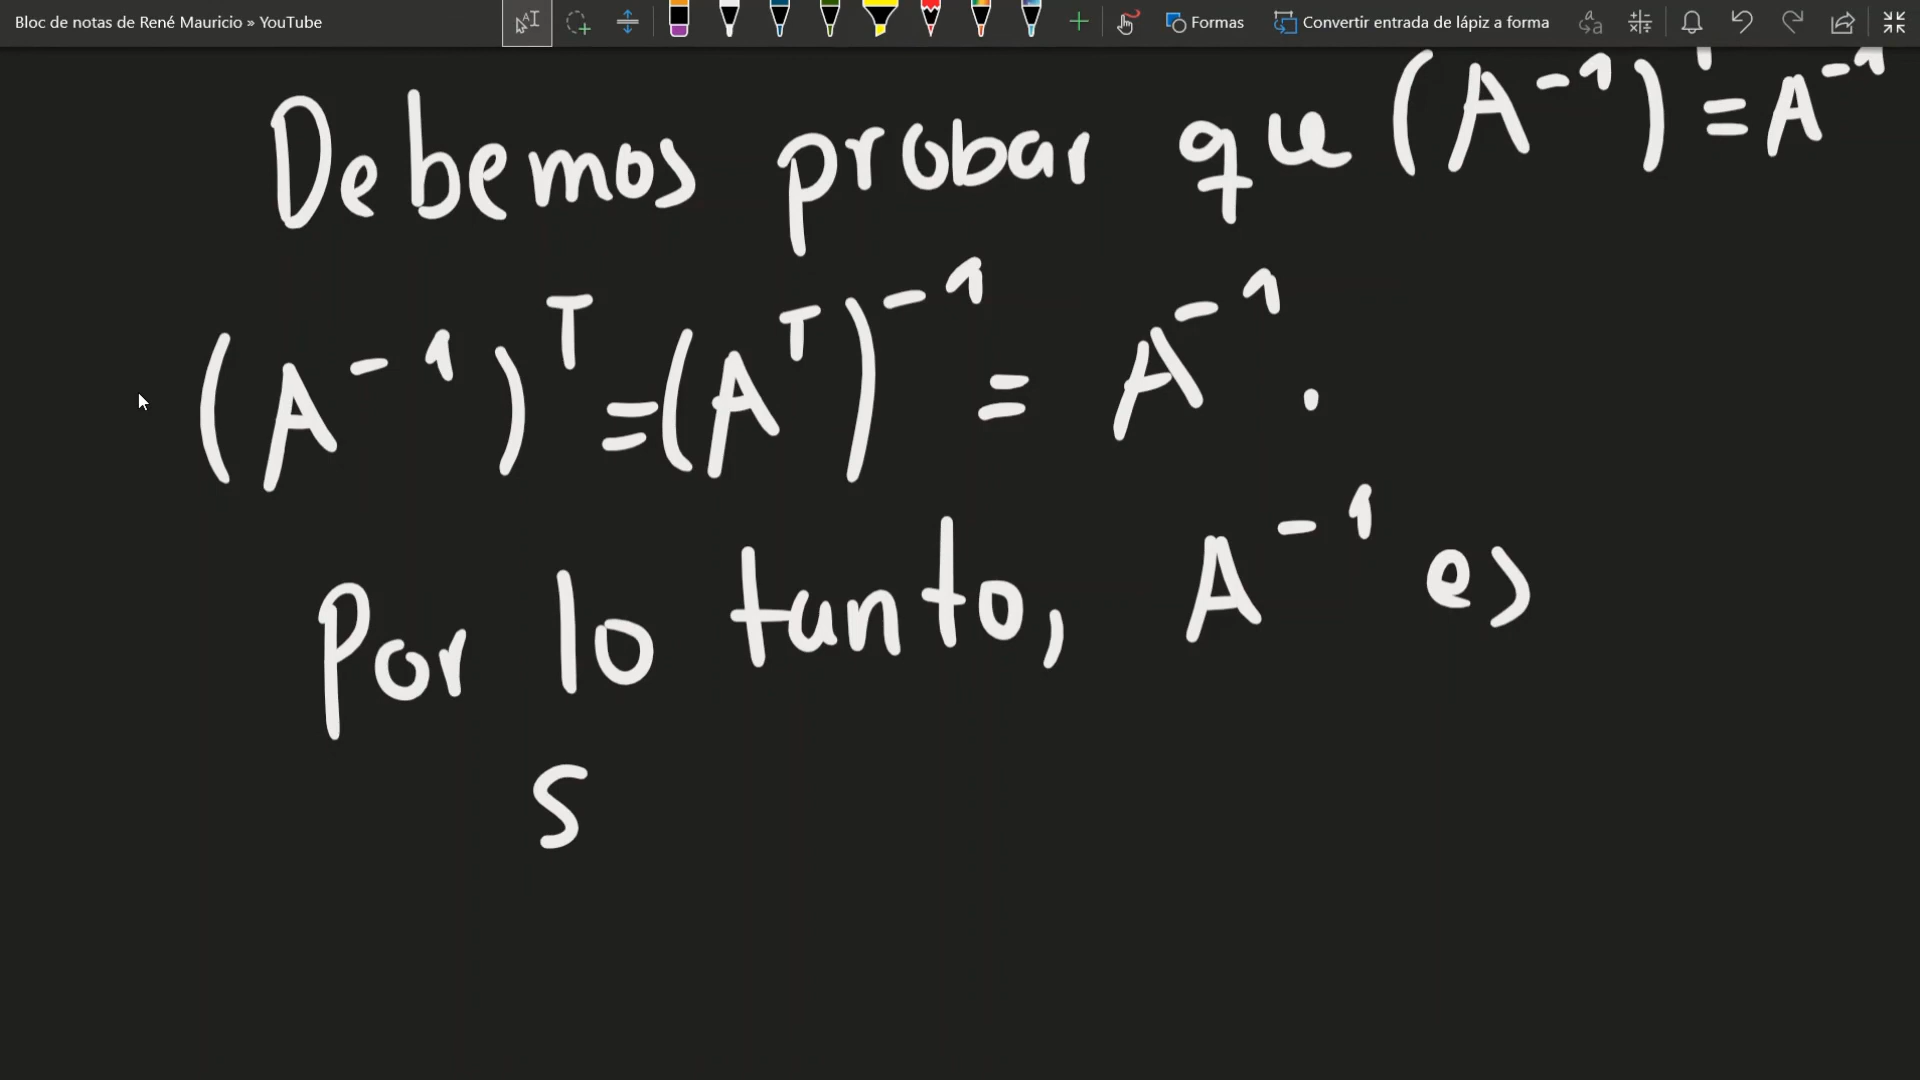 Bloc de notas de René Mauricio » YouTube
Formas
Convertir entrada de lápiz a forma
Debemos probar que (A⁻¹)ᵀ = A⁻¹
(A⁻¹)ᵀ = (Aᵀ)⁻¹ = A⁻¹.
Por lo tanto, A⁻¹ es
s